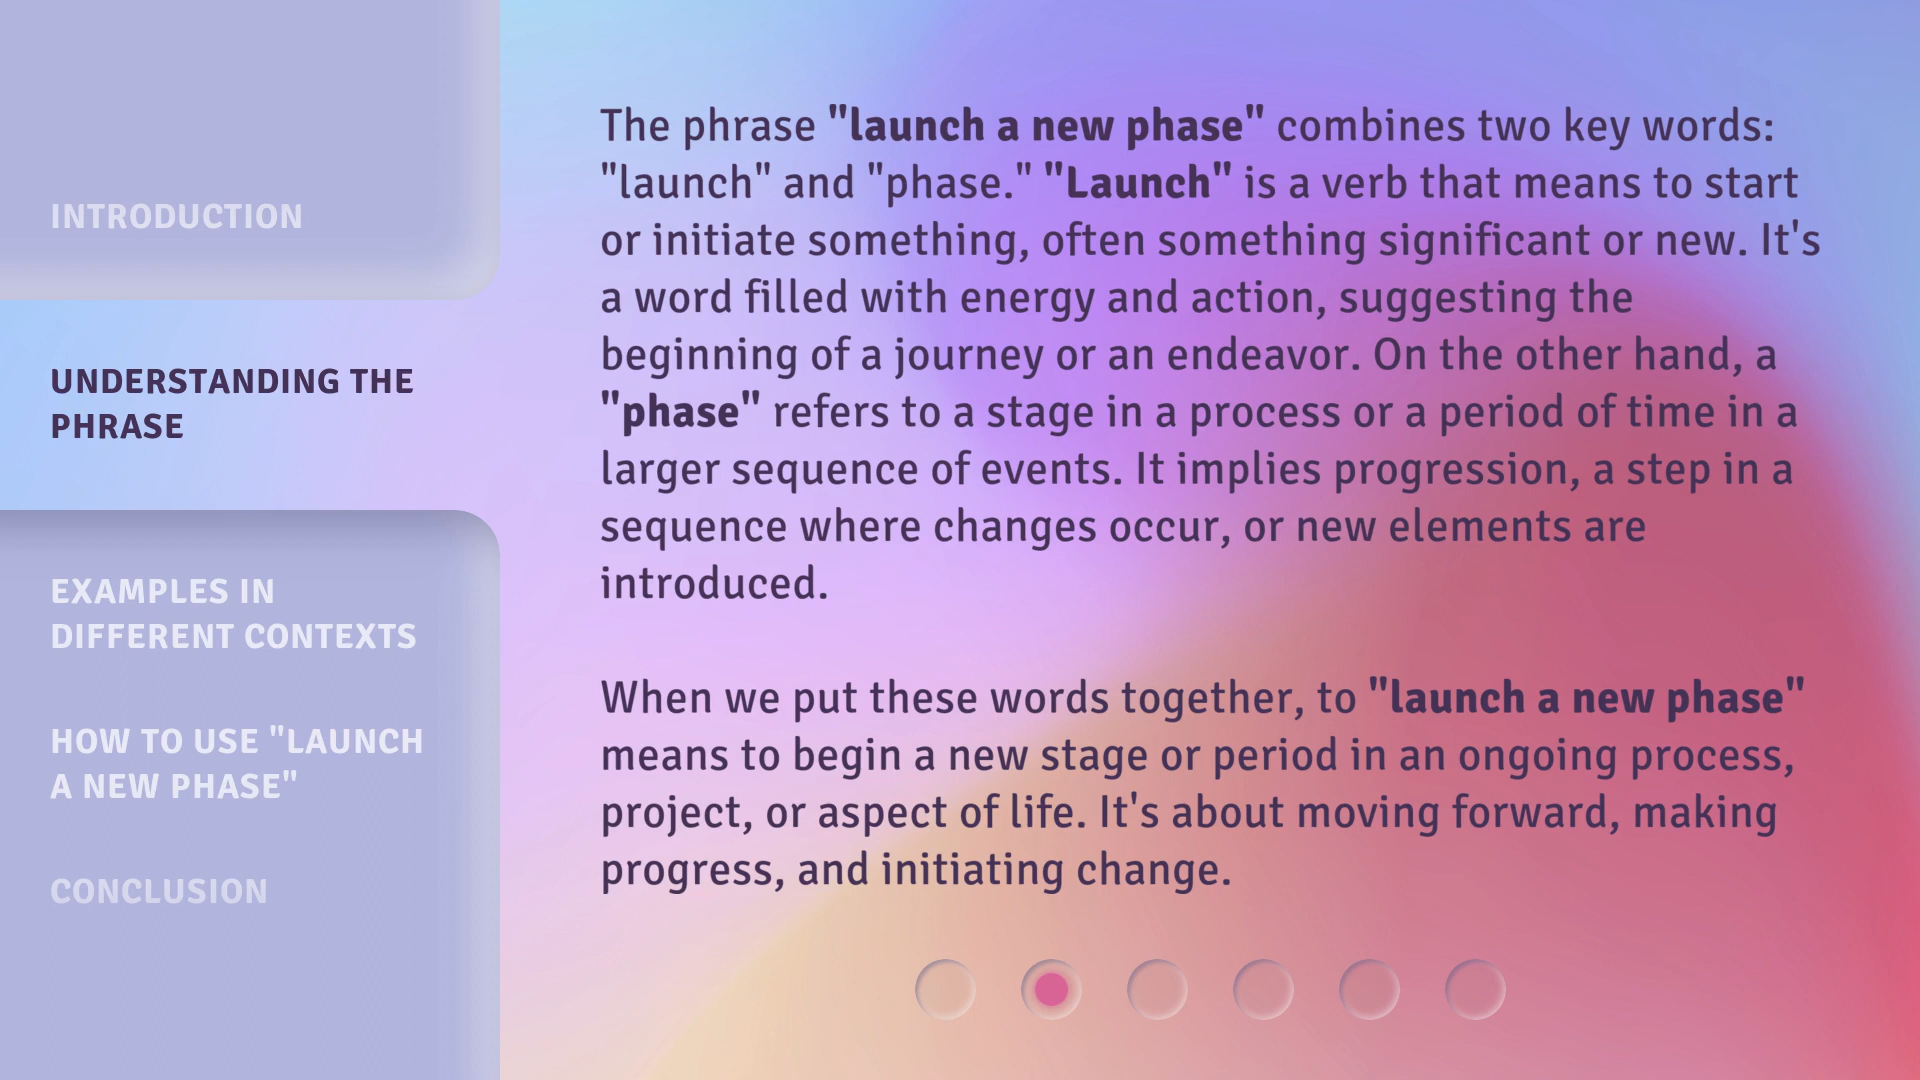 INTRODUCTION
UNDERSTANDING THE
PHRASE
EXAMPLES IN
DIFFERENT CONTEXTS
HOW TO USE "LAUNCH
A NEW PHASE"
CONCLUSION
The phrase "launch a new phase" combines two key words:
"launch" and "phase." "Launch" is a verb that means to start
or initiate something, often something significant or new. It's
a word filled with energy and action, suggesting the
beginning of a journey or an endeavor. On the other hand, a
"phase" refers to a stage in a process or a period of time in a
larger sequence of events. It implies progression, a step in a
sequence where changes occur, or new elements are
introduced.
When we put these words together, to "launch a new phase"
means to begin a new stage or period in an ongoing process,
project, or aspect of life. It's about moving forward, making
progress, and initiating change.